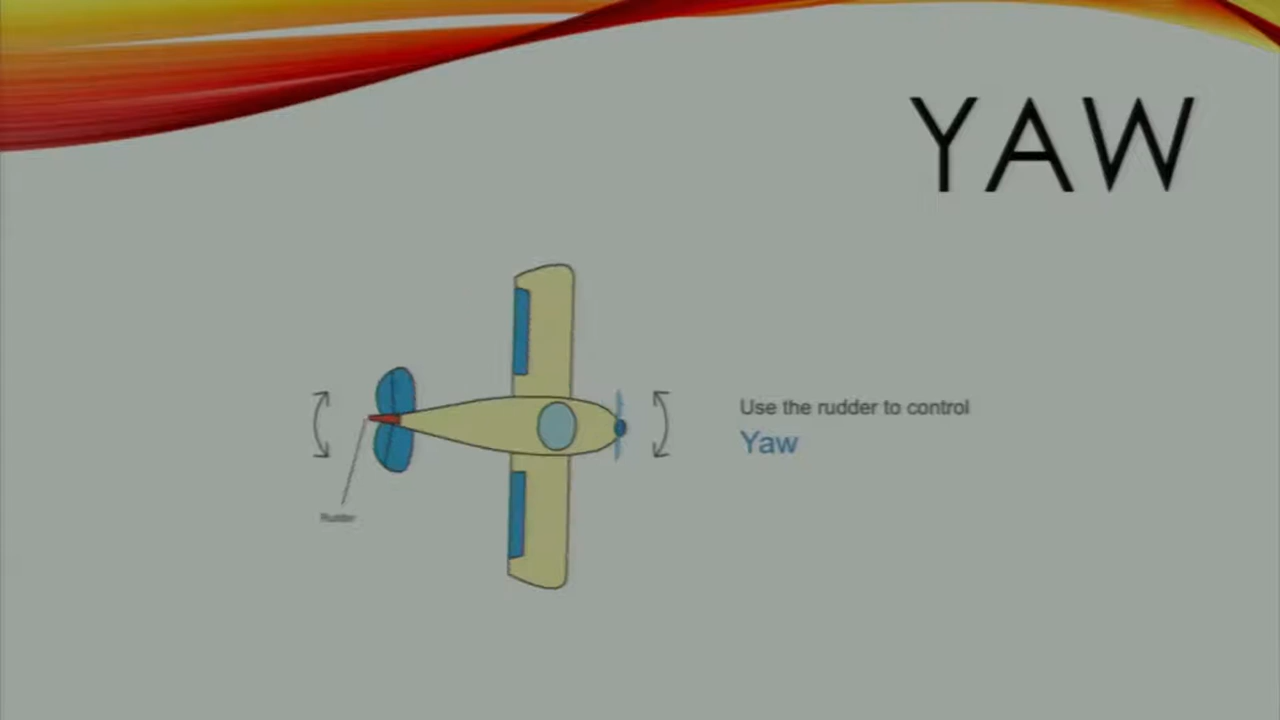 YAW
Use the rudder to control
Yaw
Rudder